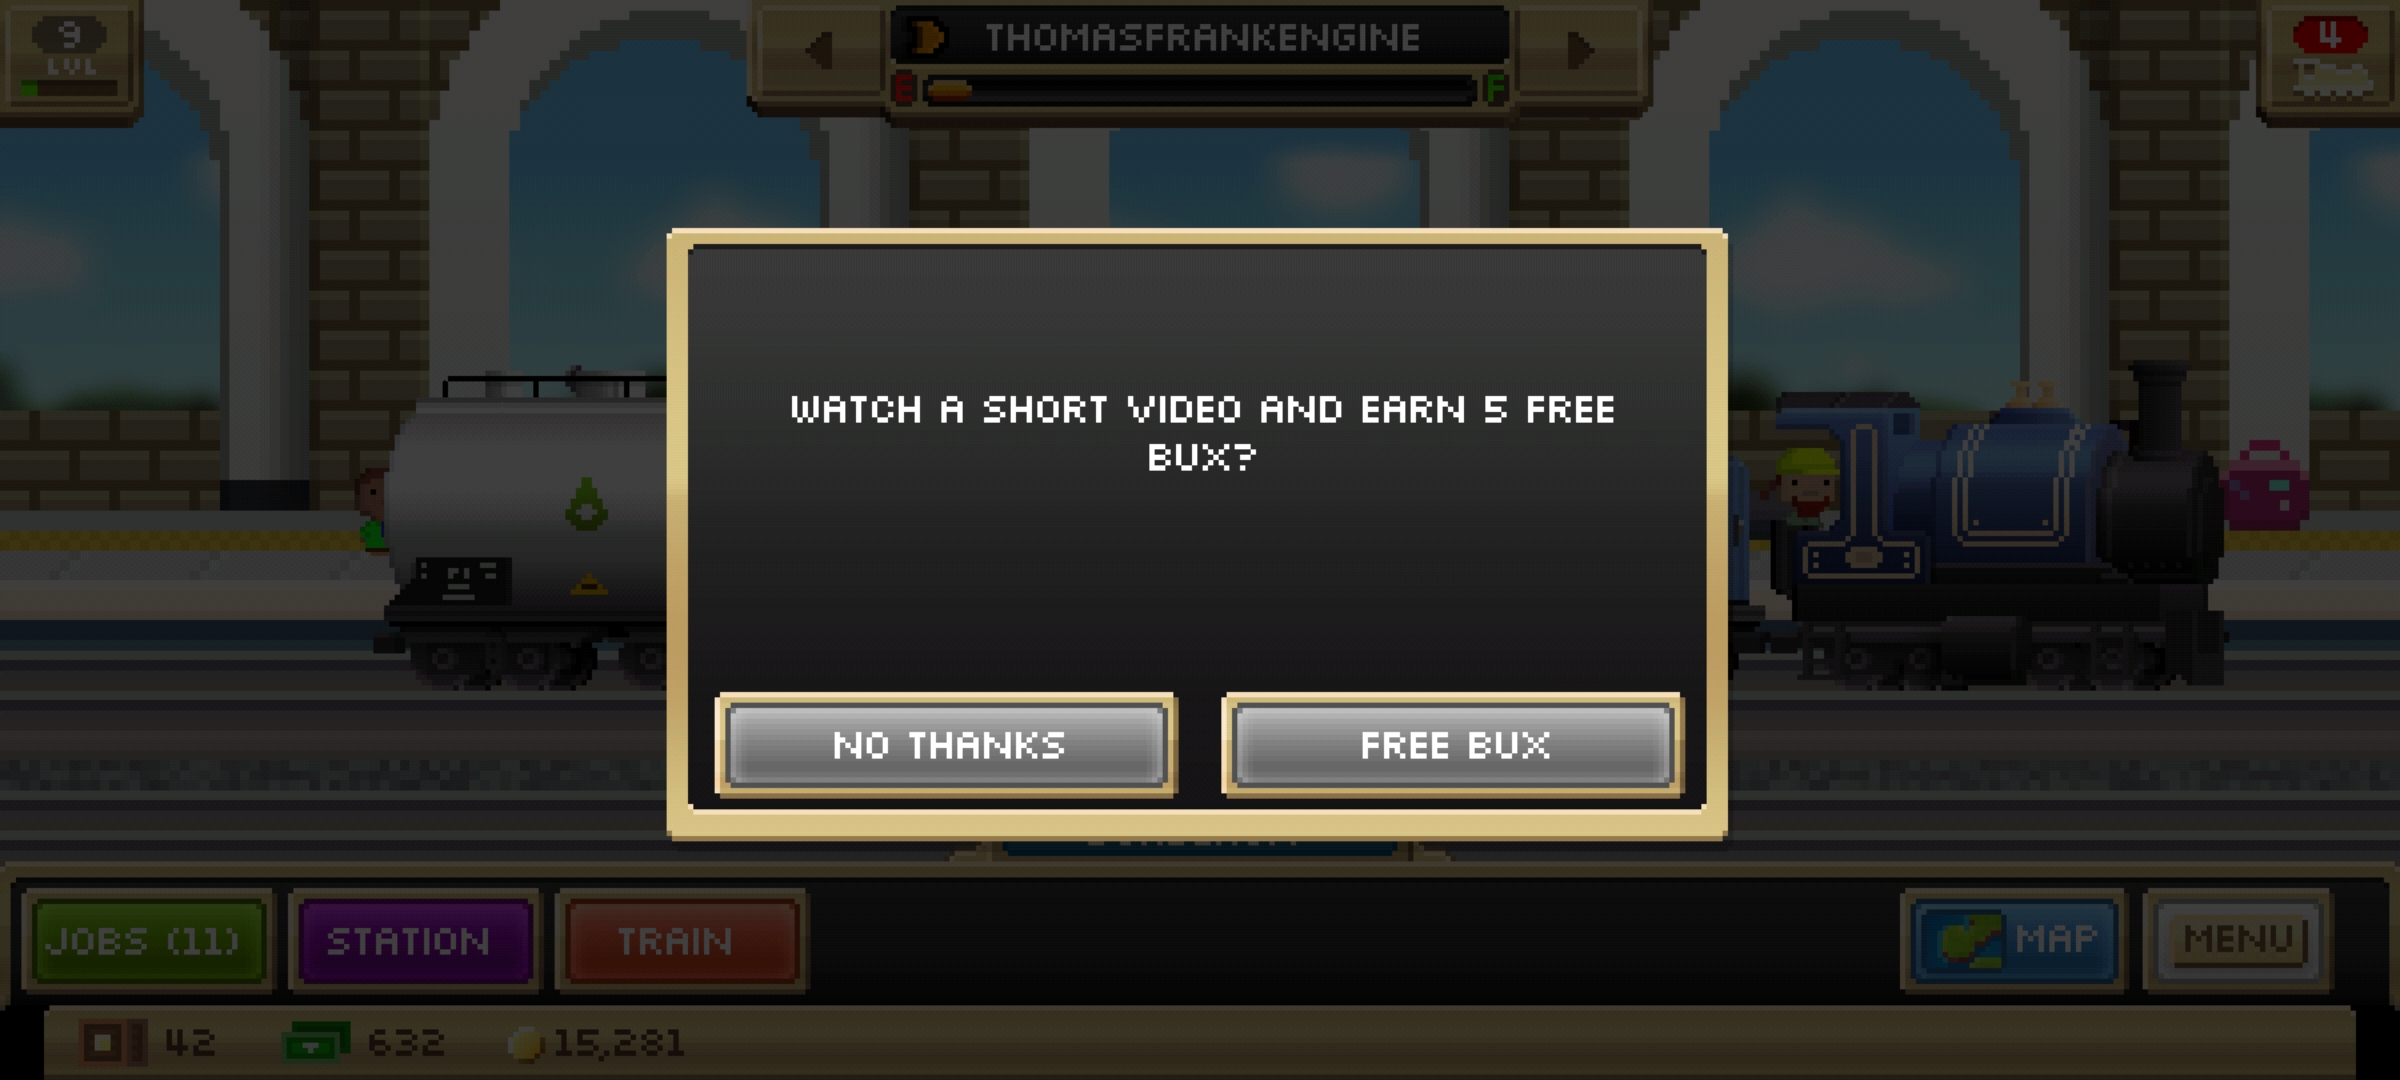 9
LVL
THOMASFRANKENGINE
E F
4
WATCH A SHORT VIDEO AND EARN 5 FREE
BUX?
NO THANKS FREE BUX
JOBS (11) STATION TRAIN MAP MENU
42 632 15,281